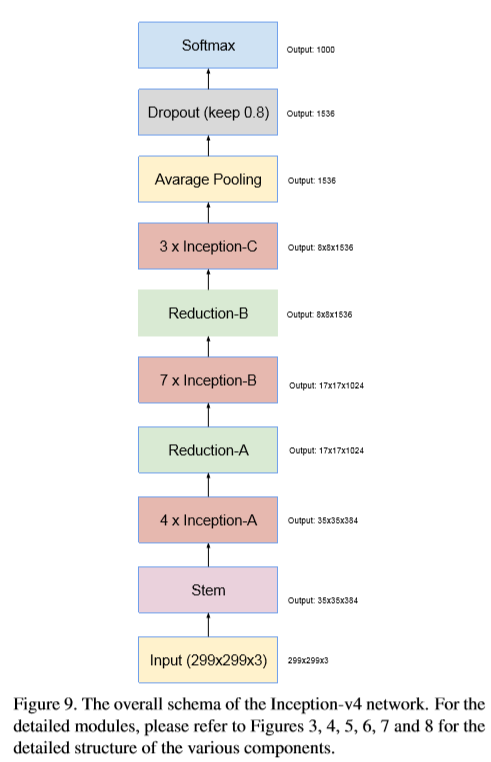 Softmax
Output: 1000
Dropout (keep 0.8)
Output: 1536
Avarage Pooling
Output: 1536
3 x Inception-C
Output: 8x8x1536
Reduction-B
Output: 8x8x1536
7 x Inception-B
Output: 17x17x1024
Reduction-A
Output: 17x17x1024
4 x Inception-A
Output: 35x35x384
Stem
Output: 35x35x384
Input (299x299x3)
299x299x3
Figure 9. The overall schema of the Inception-v4 network. For the
detailed modules, please refer to Figures 3, 4, 5, 6, 7 and 8 for the
detailed structure of the various components.